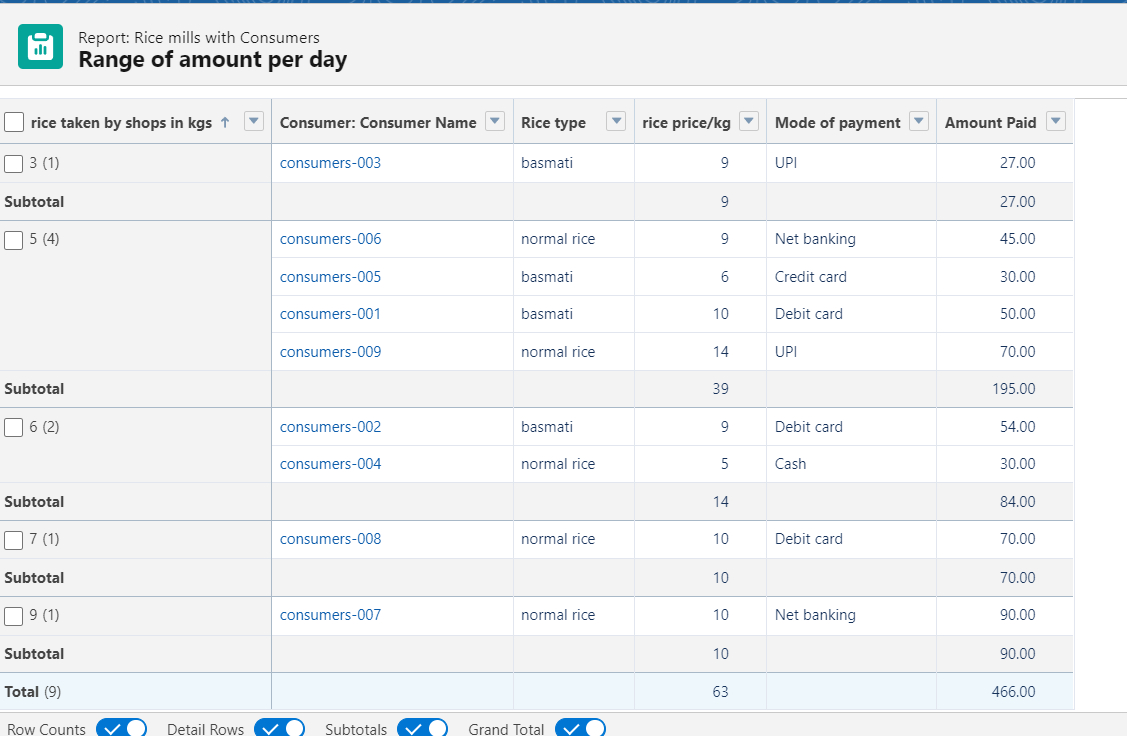 Report: Rice mills with Consumers
Range of amount per day
rice taken by shops in kgs ↑ Consumer: Consumer Name Rice type rice price/kg Mode of payment Amount Paid
3 (1) consumers-003 basmati 9 UPI 27.00
Subtotal 9 27.00
5 (4) consumers-006 normal rice 9 Net banking 45.00
consumers-005 basmati 6 Credit card 30.00
consumers-001 basmati 10 Debit card 50.00
consumers-009 normal rice 14 UPI 70.00
Subtotal 39 195.00
6 (2) consumers-002 basmati 9 Debit card 54.00
consumers-004 normal rice 5 Cash 30.00
Subtotal 14 84.00
7 (1) consumers-008 normal rice 10 Debit card 70.00
Subtotal 10 70.00
9 (1) consumers-007 normal rice 10 Net banking 90.00
Subtotal 10 90.00
Total (9) 63 466.00
Row Counts Detail Rows Subtotals Grand Total